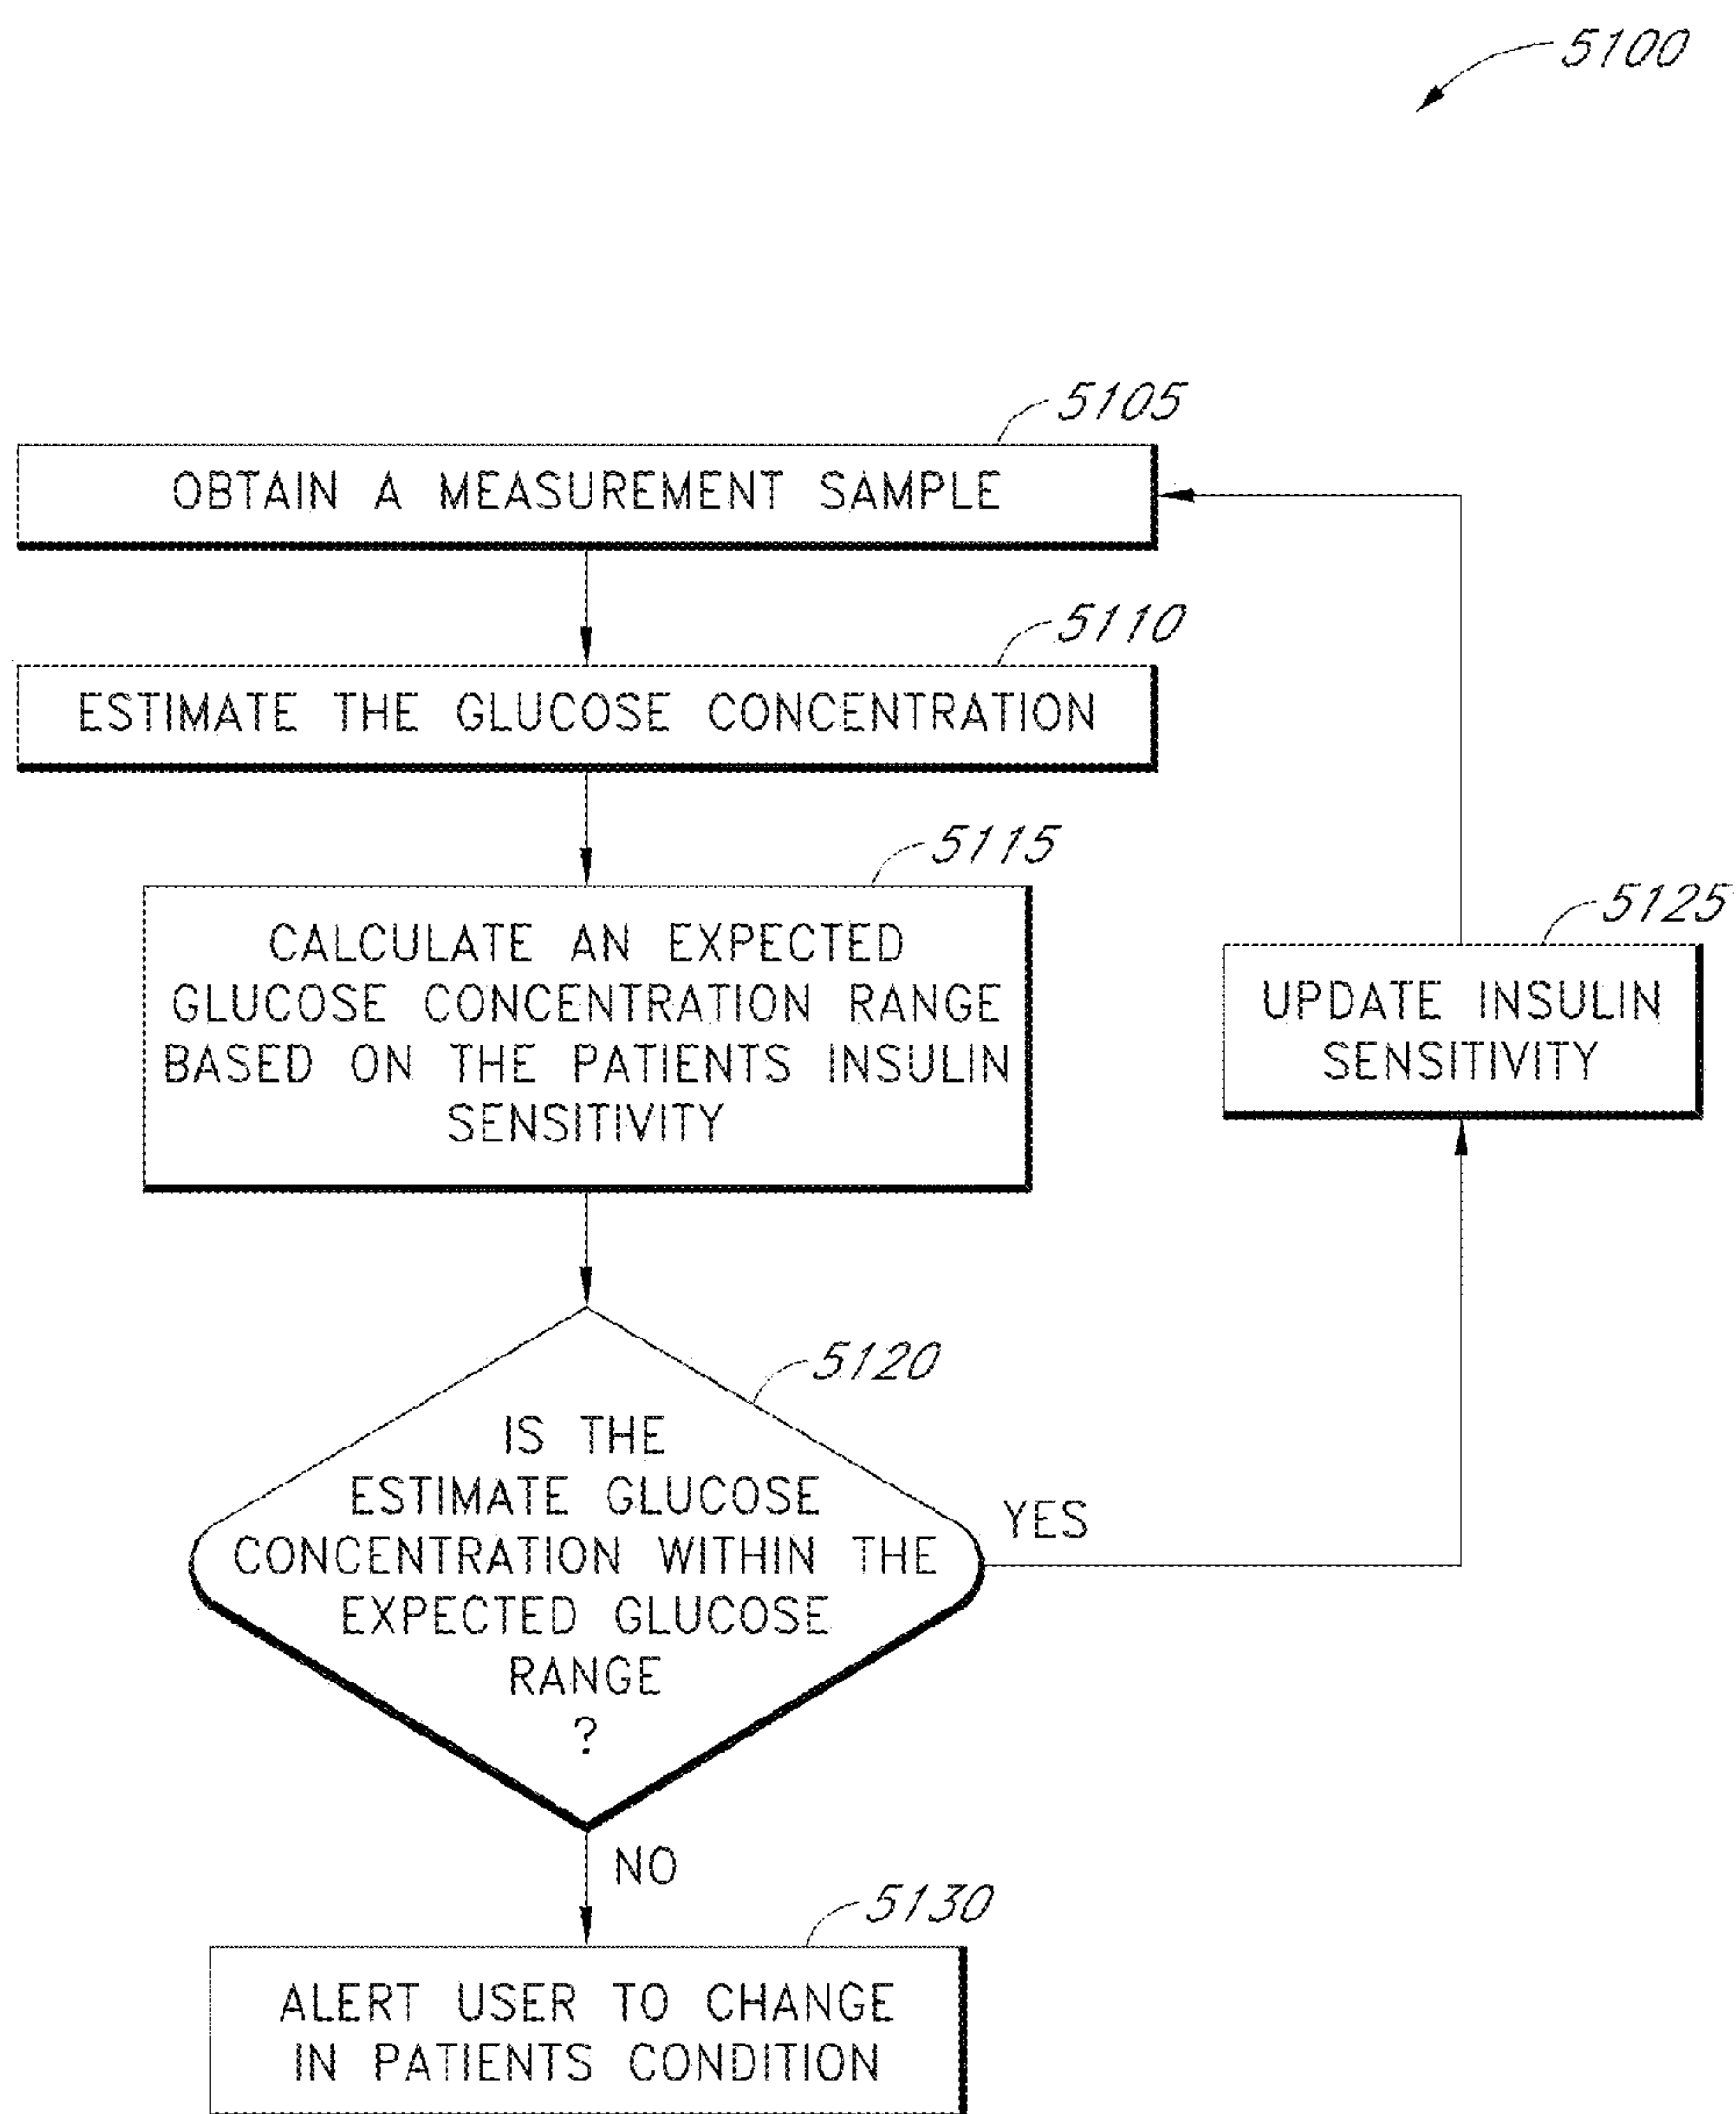 5100
5105
OBTAIN A MEASUREMENT SAMPLE
5110
ESTIMATE THE GLUCOSE CONCENTRATION
5115
CALCULATE AN EXPECTED
GLUCOSE CONCENTRATION RANGE
BASED ON THE PATIENTS INSULIN
SENSITIVITY
5125
UPDATE INSULIN
SENSITIVITY
5120
IS THE
ESTIMATE GLUCOSE
CONCENTRATION WITHIN THE
EXPECTED GLUCOSE
RANGE
?
YES
NO
5130
ALERT USER TO CHANGE
IN PATIENTS CONDITION